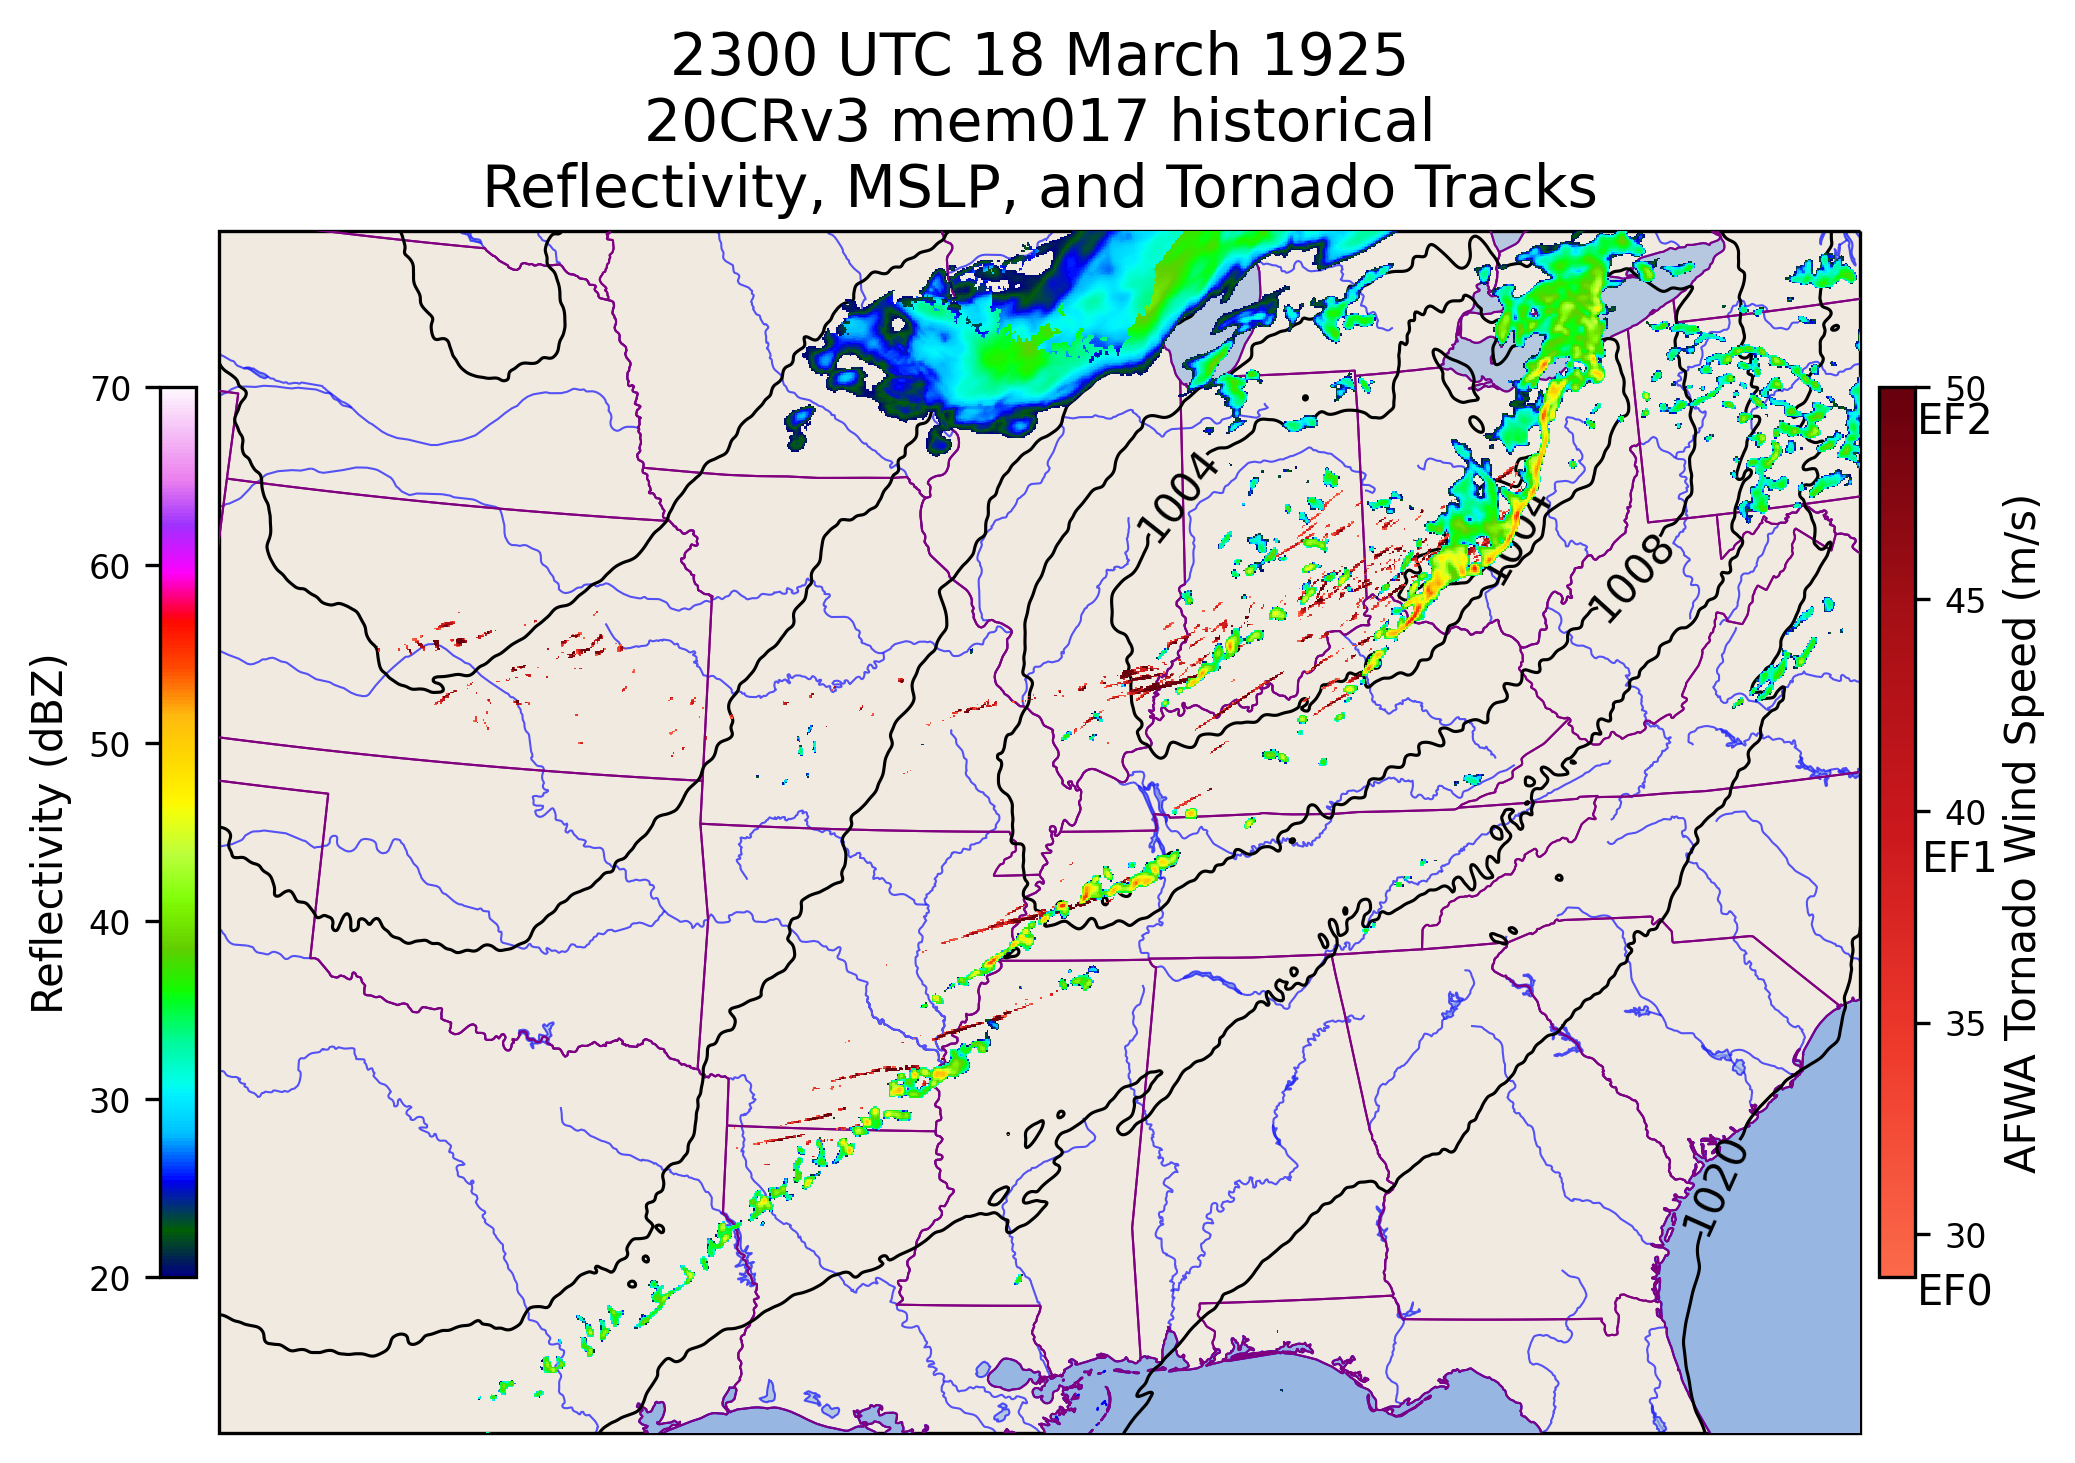 2300 UTC 18 March 1925
20CRv3 mem017 historical
Reflectivity, MSLP, and Tornado Tracks
70
60
50
40
30
20
Reflectivity (dBZ)
1004
1004
1008
1020
50
EF2
45
40
EF1
35
30
EF0
AFWA Tornado Wind Speed (m/s)